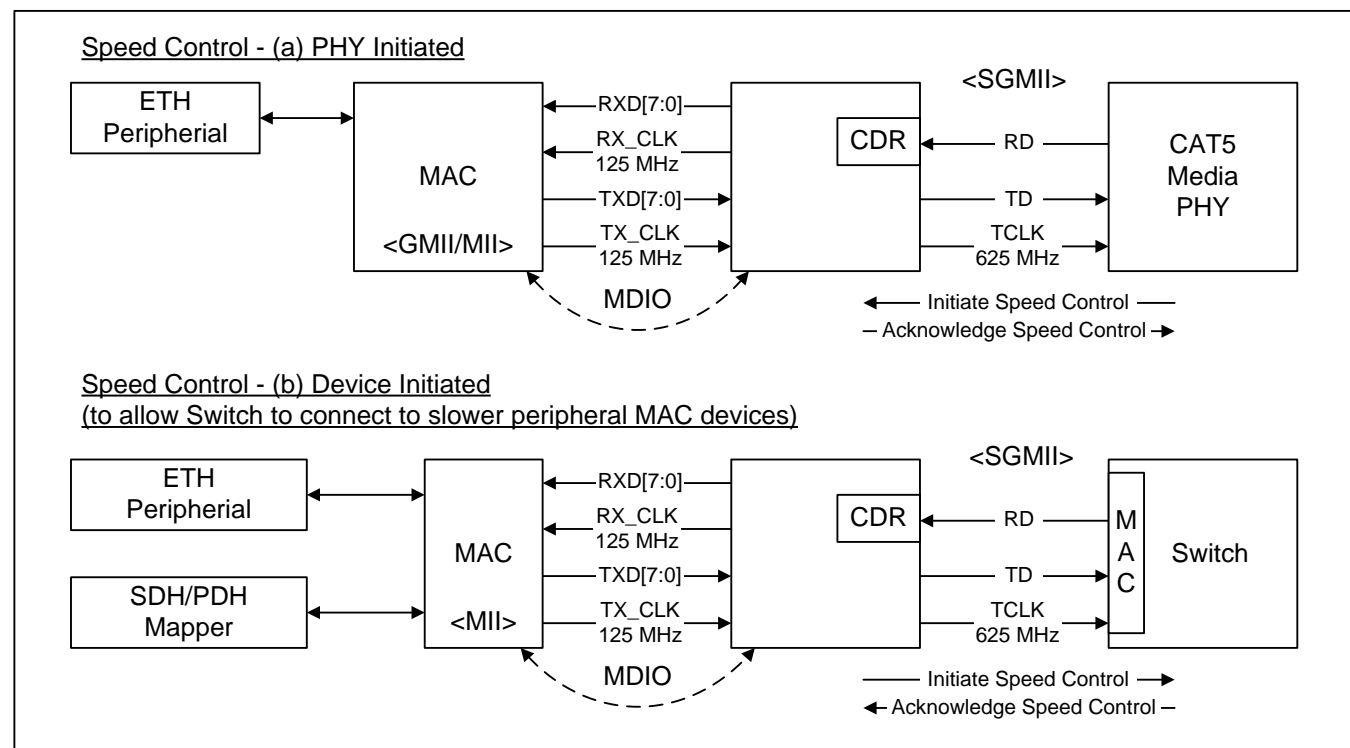 Speed Control - (a) PHY Initiated
<SGMII>
ETH
Peripherial
MAC
<GMII/MII>
RXD[7:0]
RX_CLK
125 MHz
TXD[7:0]
TX_CLK
125 MHz
MDIO
CDR
RD
TD
TCLK
625 MHz
CAT5
Media
PHY
Initiate Speed Control
Acknowledge Speed Control
Speed Control - (b) Device Initiated
(to allow Switch to connect to slower peripheral MAC devices)
<SGMII>
ETH
Peripherial
SDH/PDH
Mapper
MAC
<MII>
RXD[7:0]
RX_CLK
125 MHz
TXD[7:0]
TX_CLK
125 MHz
MDIO
CDR
RD
TD
TCLK
625 MHz
M
A
C
Switch
Initiate Speed Control
Acknowledge Speed Control